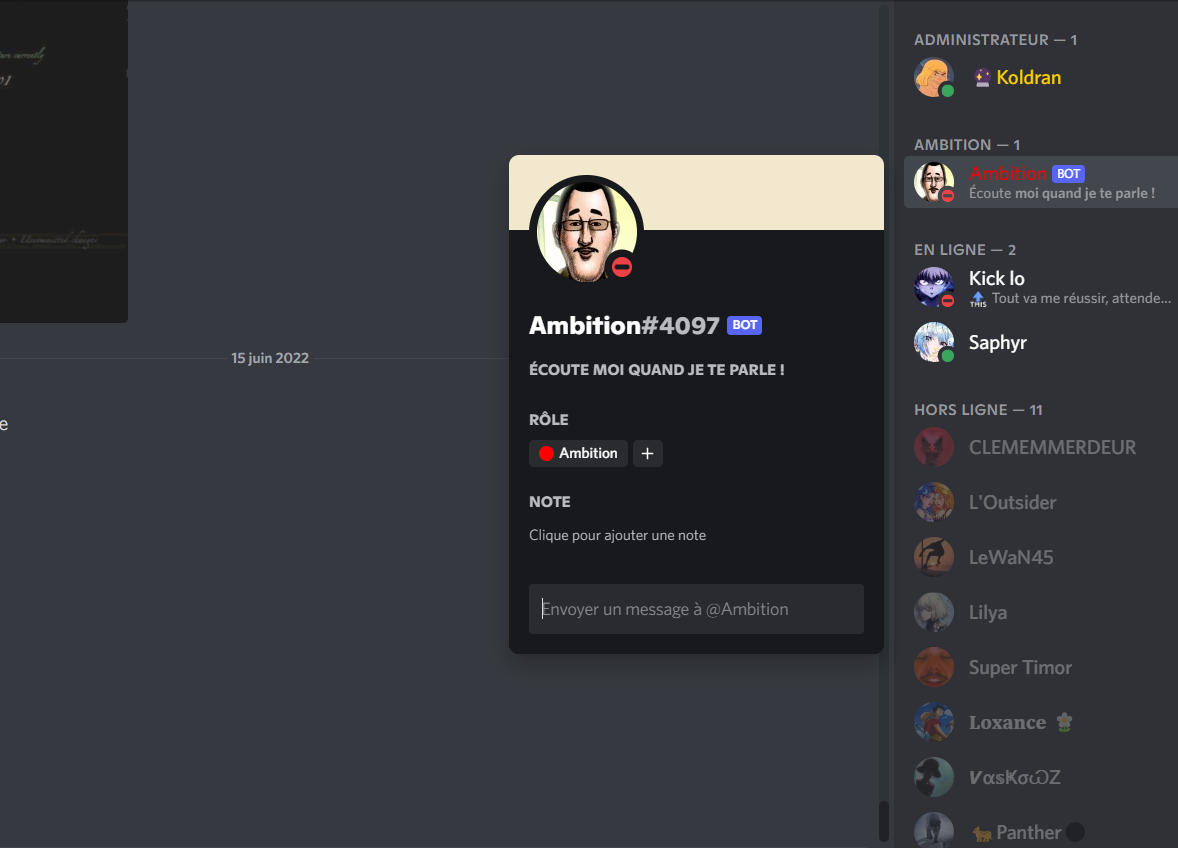 15 juin 2022
e
Ambition#4097 BOT
ÉCOUTE MOI QUAND JE TE PARLE !
RÔLE
Ambition +
NOTE
Clique pour ajouter une note
Envoyer un message à @Ambition
ADMINISTRATEUR — 1
🔮 Koldran
AMBITION — 1
Ambition BOT
Écoute moi quand je te parle !
EN LIGNE — 2
Kick lo
THIS Tout va me réussir, attende...
Saphyr
HORS LIGNE — 11
CLEMEMMERDEUR
L'Outsider
LeWaN45
Lilya
Super Timor
𝐋𝐨𝐱𝐚𝐧𝐜𝐞
𝑽αs₭σѽZ
🐂 Panther